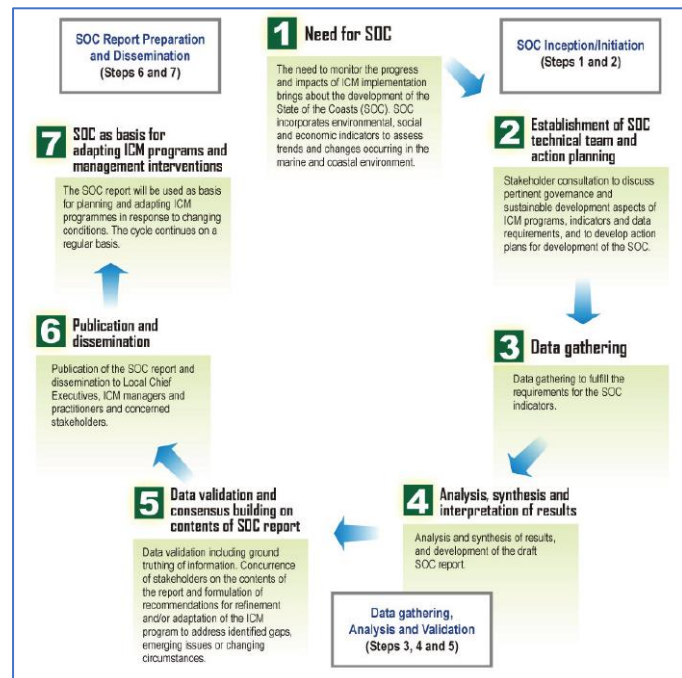 SOC Report Preparation
and Dissemination
(Steps 6 and 7)
1 Need for SOC
The need to monitor the progress
and impacts of ICM implementation
brings about the development of the
State of the Coasts (SOC). SOC
incorporates environmental, social
and economic indicators to assess
trends and changes occurring in the
marine and coastal environment.
SOC Inception/Initiation
(Steps 1 and 2)
2 Establishment of SOC
technical team and
action planning
Stakeholder consultation to discuss
pertinent governance and
sustainable development aspects of
ICM programs, indicators and data
requirements, and to develop action
plans for development of the SOC.
3 Data gathering
Data gathering to fulfill the
requirements for the SOC
indicators.
4 Analysis, synthesis and
interpretation of results
Analysis and synthesis of results,
and development of the draft
SOC report.
Data gathering,
Analysis and Validation
(Steps 3, 4 and 5)
5 Data validation and
consensus building on
contents of SOC report
Data validation including ground
truthing of information. Concurrence
of stakeholders on the contents of
the report and formulation of
recommendations for refinement
and/or adaptation of the ICM
program to address identified gaps,
emerging issues or changing
circumstances.
6 Publication and
dissemination
Publication of the SOC report and
dissemination to Local Chief
Executives, ICM managers and
practitioners and concerned
stakeholders.
7 SOC as basis for
adapting ICM programs and
management interventions
The SOC report will be used as basis
for planning and adapting ICM
programmes in response to changing
conditions. The cycle continues on a
regular basis.